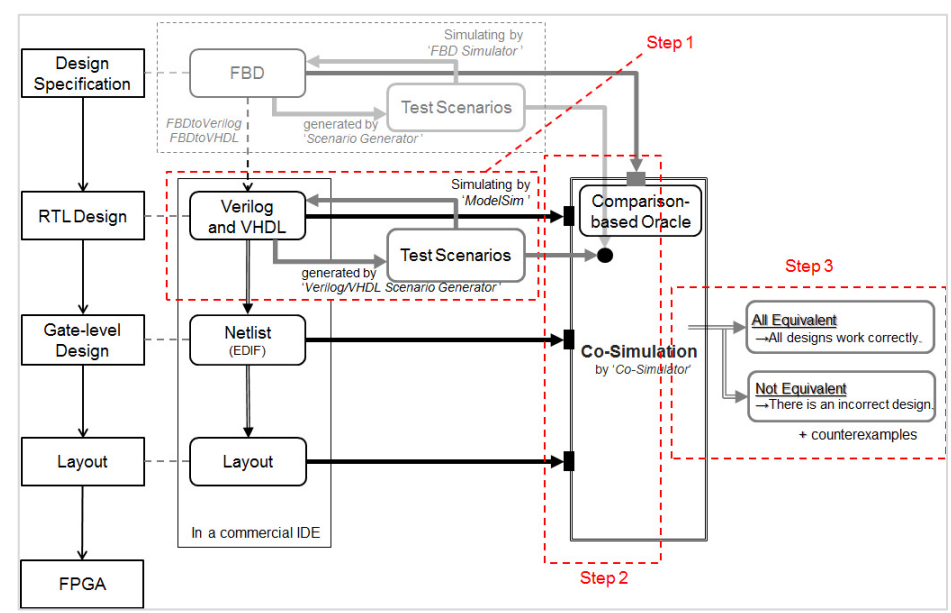 Design
Specification
RTL Design
Gate-level
Design
Layout
FPGA
FBD
Simulating by
'FBD Simulator'
Test Scenarios
generated by
'Scenario Generator'
FBDtoVerilog
FBDtoVHDL
Step 1
Verilog
and VHDL
Simulating by
'ModelSim'
Test Scenarios
generated by
'Verilog/VHDL Scenario Generator'
Netlist
(EDIF)
Layout
In a commercial IDE
Comparison-
based Oracle
Co-Simulation
by 'Co-Simulator'
Step 2
Step 3
All Equivalent
→All designs work correctly.
Not Equivalent
→There is an incorrect design.
+ counterexamples